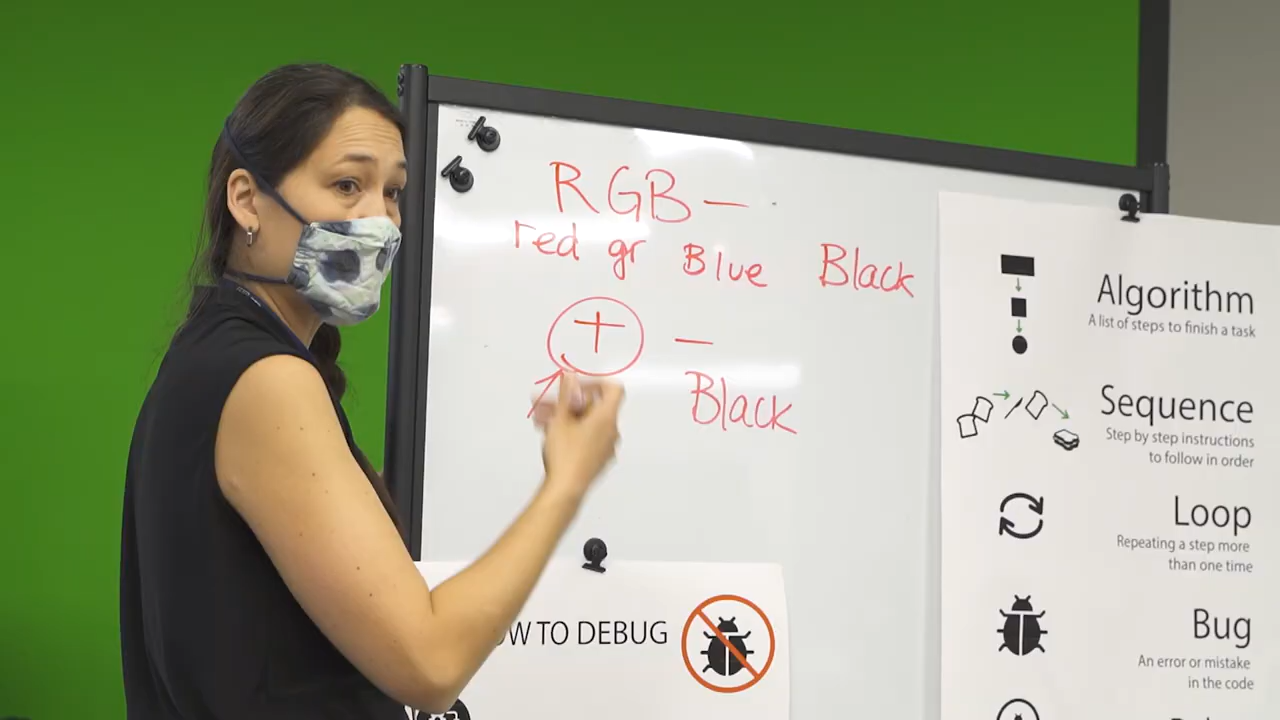 RGB -
red gr Blue Black
+ -
Black
TO DEBUG
Algorithm
A list of steps to finish a task
Sequence
Step by step instructions
to follow in order
Loop
Repeating a step more
than one time
Bug
An error or mistake
in the code